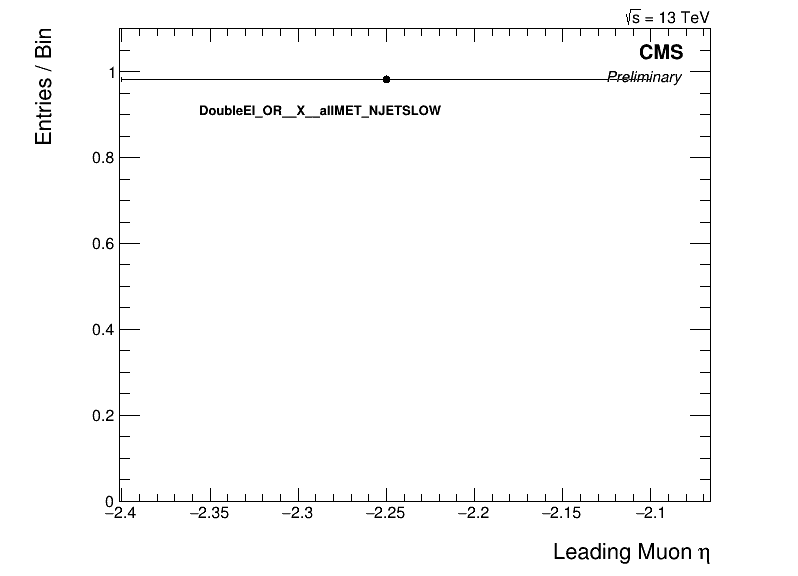 √s = 13 TeV
CMS
Preliminary
DoubleEl_OR__X__allMET_NJETSLOW
Entries / Bin
1
0.8
0.6
0.4
0.2
0
−2.4 −2.35 −2.3 −2.25 −2.2 −2.15 −2.1
Leading Muon η